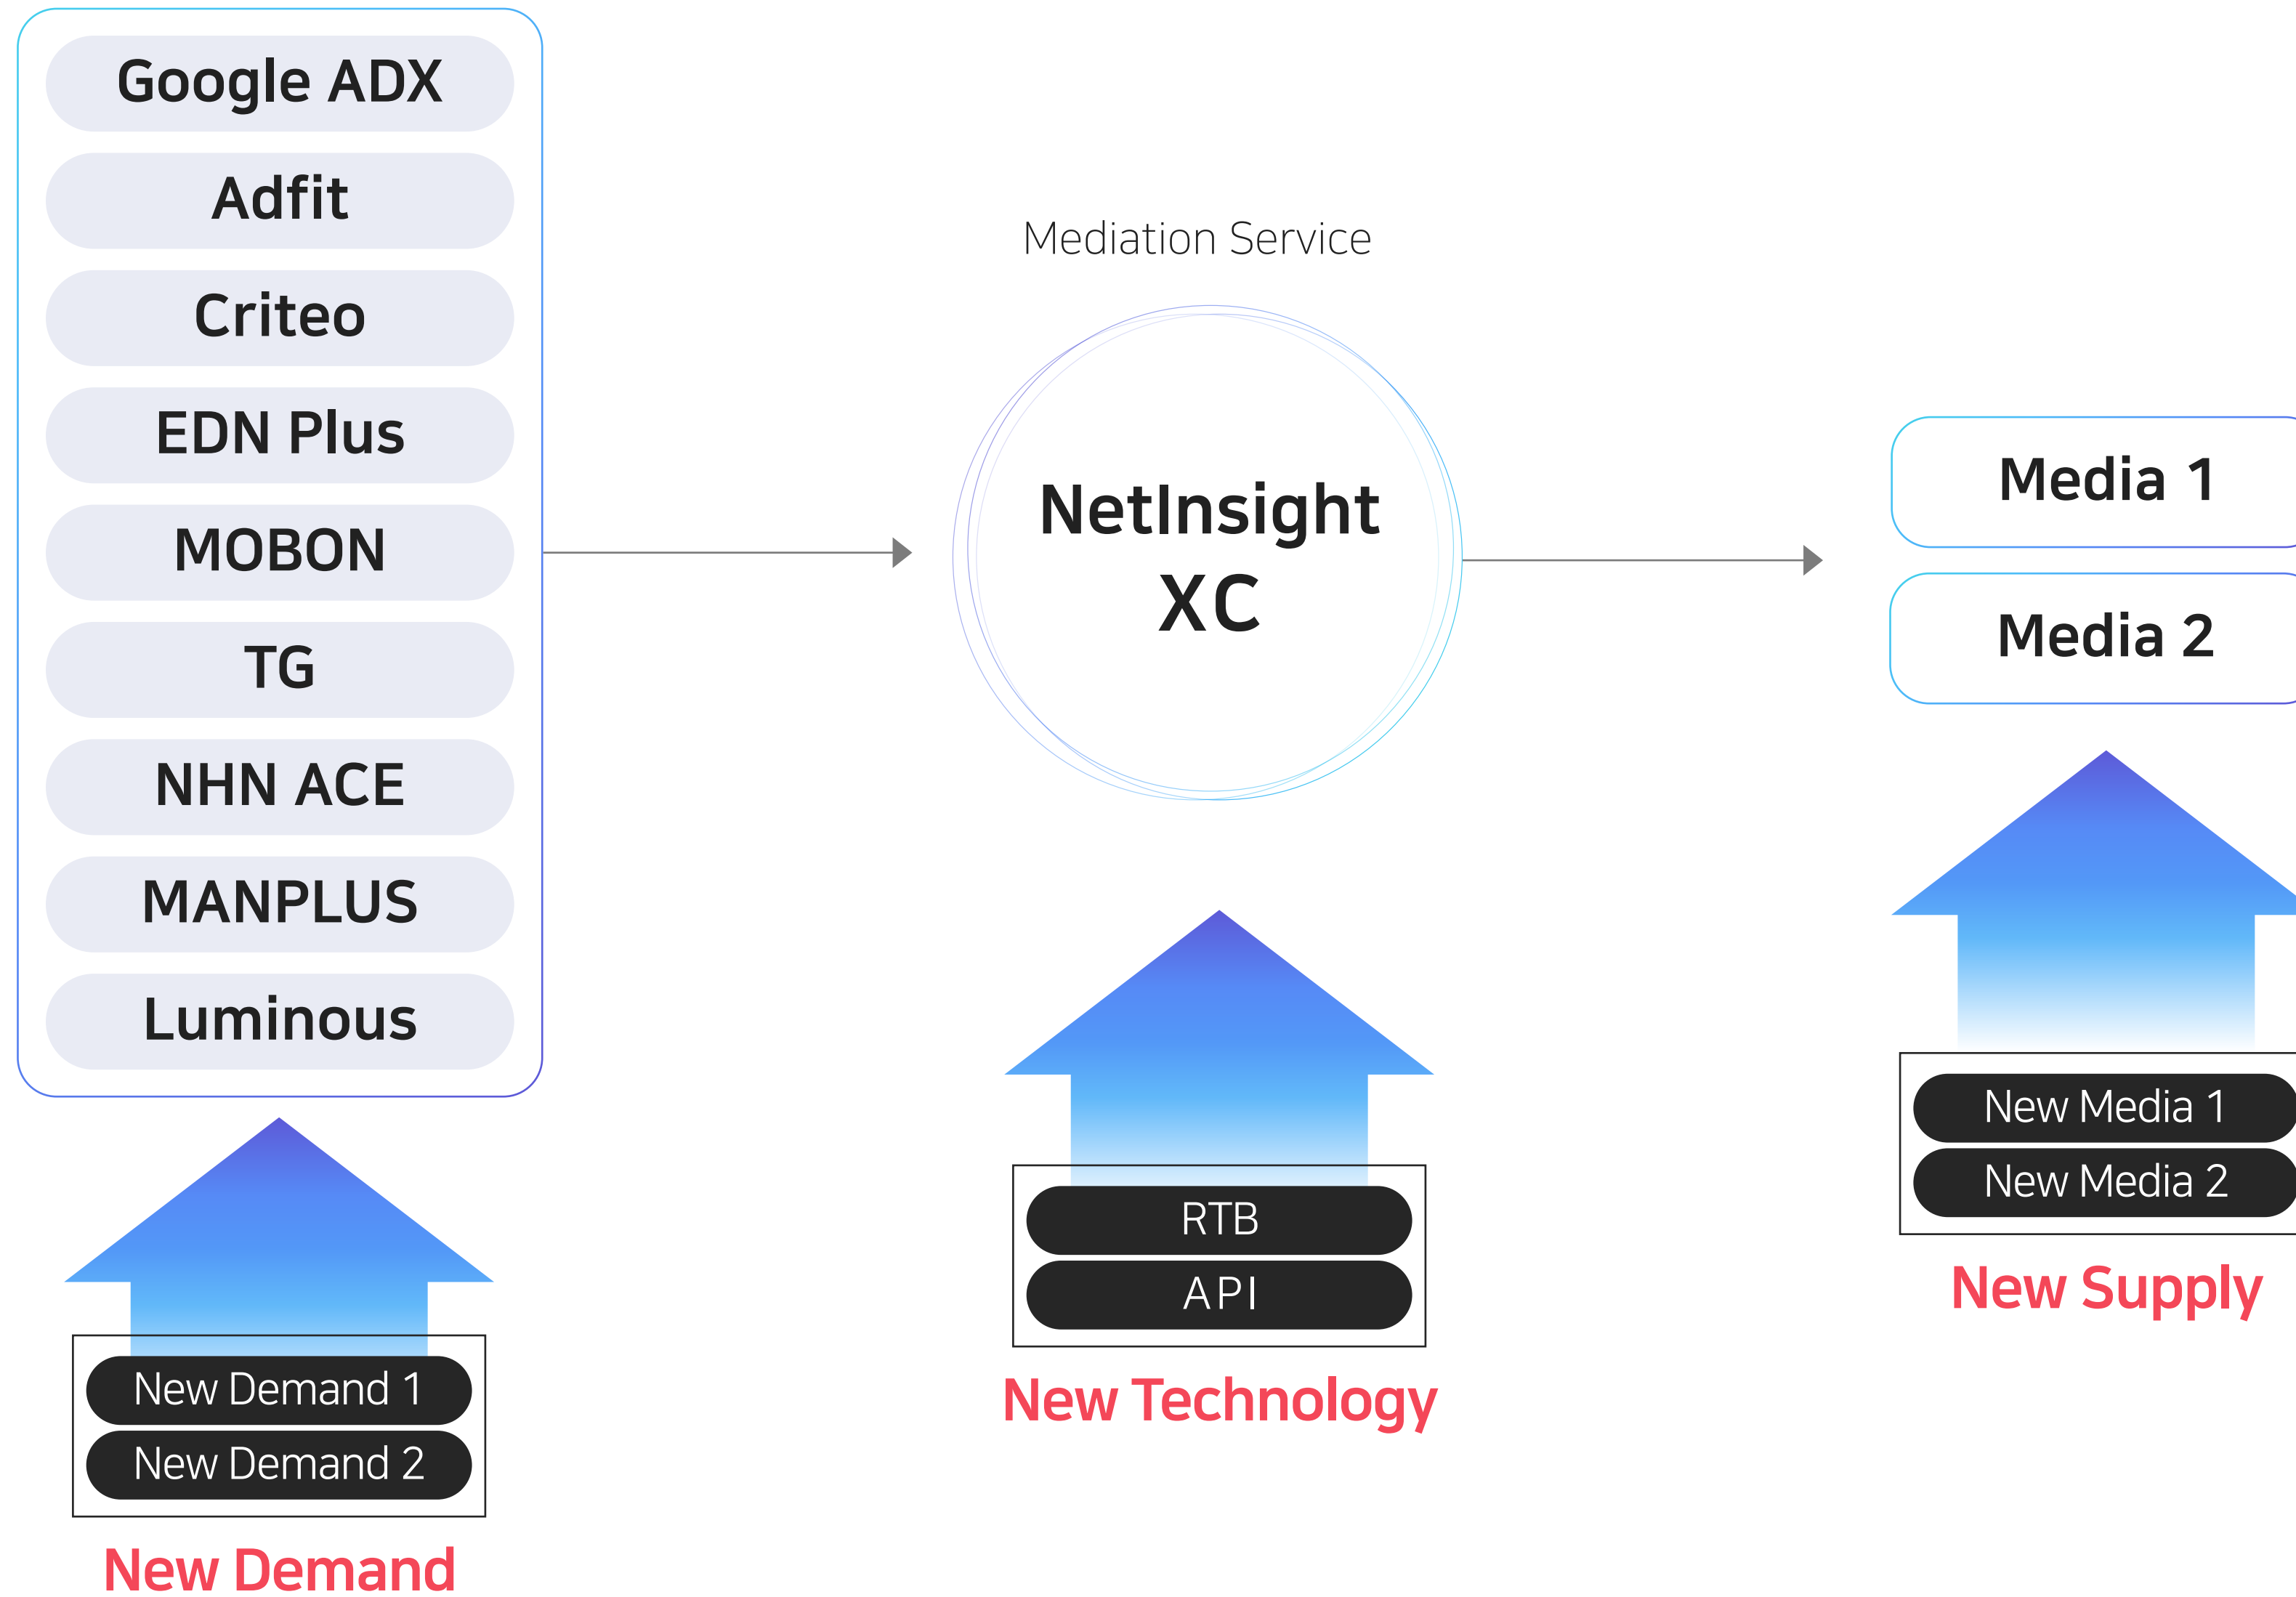 Google ADX
Adfit
Criteo
EDN Plus
MOBON
TG
NHN ACE
MANPLUS
Luminous
New Demand 1
New Demand 2
New Demand
Mediation Service
NetInsight
XC
RTB
API
New Technology
Media 1
Media 2
New Media 1
New Media 2
New Supply